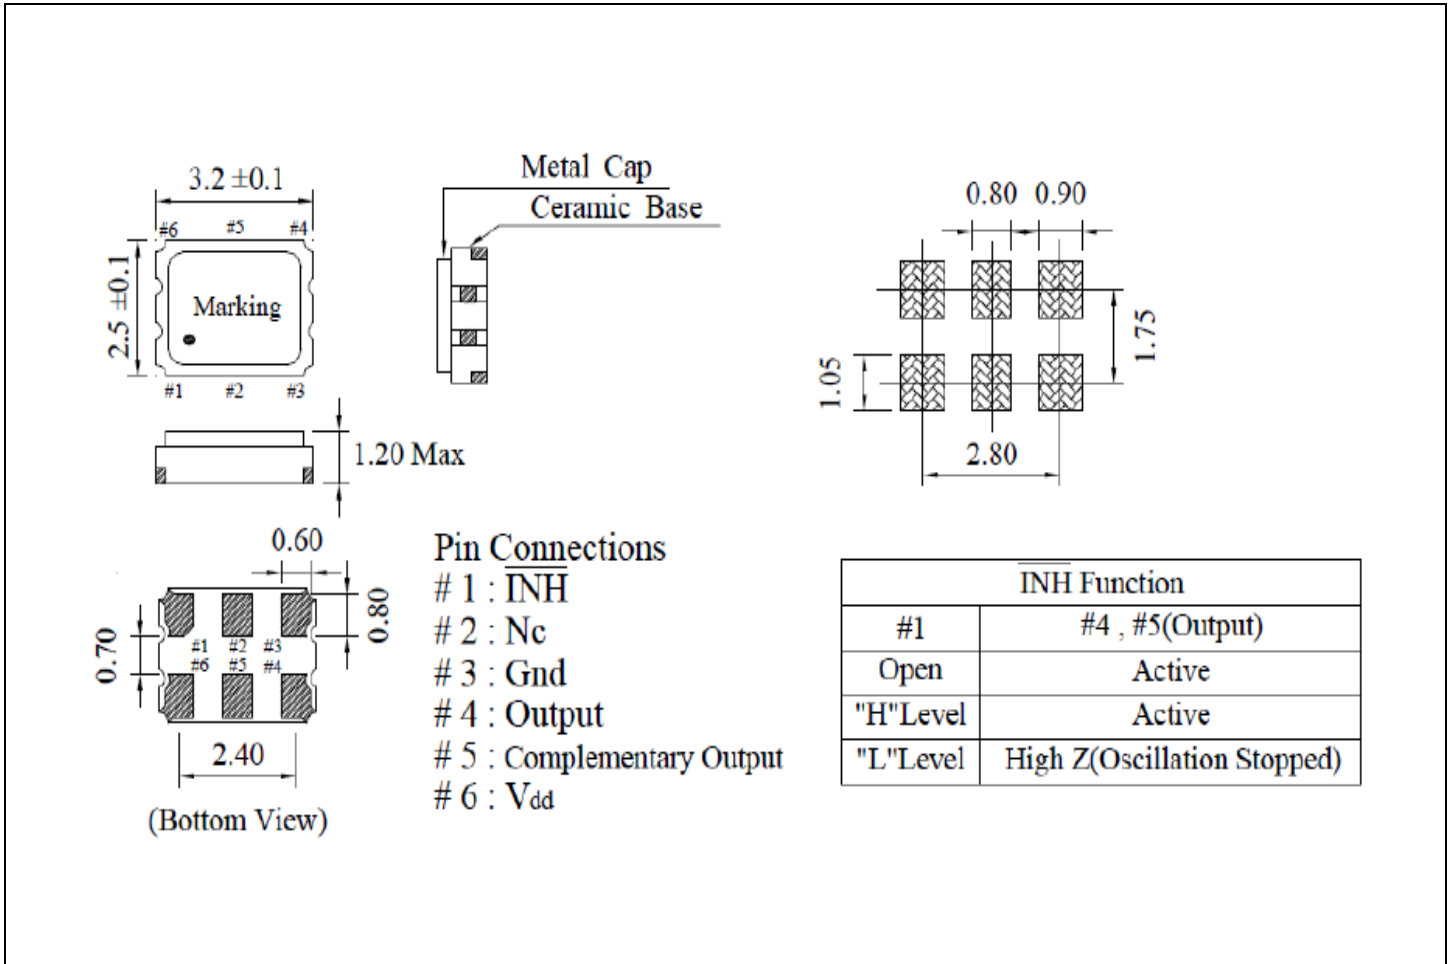 3.2 ±0.1
#6 #5 #4
2.5 ±0.1
Marking
#1 #2 #3
Metal Cap
Ceramic Base
0.80 0.90
1.75
1.05
2.80
1.20 Max
0.60
0.80
0.70
#1 #2 #3
#6 #5 #4
2.40
(Bottom View)
Pin Connections
# 1 : I̅N̅H̅
# 2 : Nc
# 3 : Gnd
# 4 : Output
# 5 : Complementary Output
# 6 : Vdd
I̅N̅H̅ Function
#1 #4 , #5(Output)
Open Active
"H"Level Active
"L"Level High Z(Oscillation Stopped)